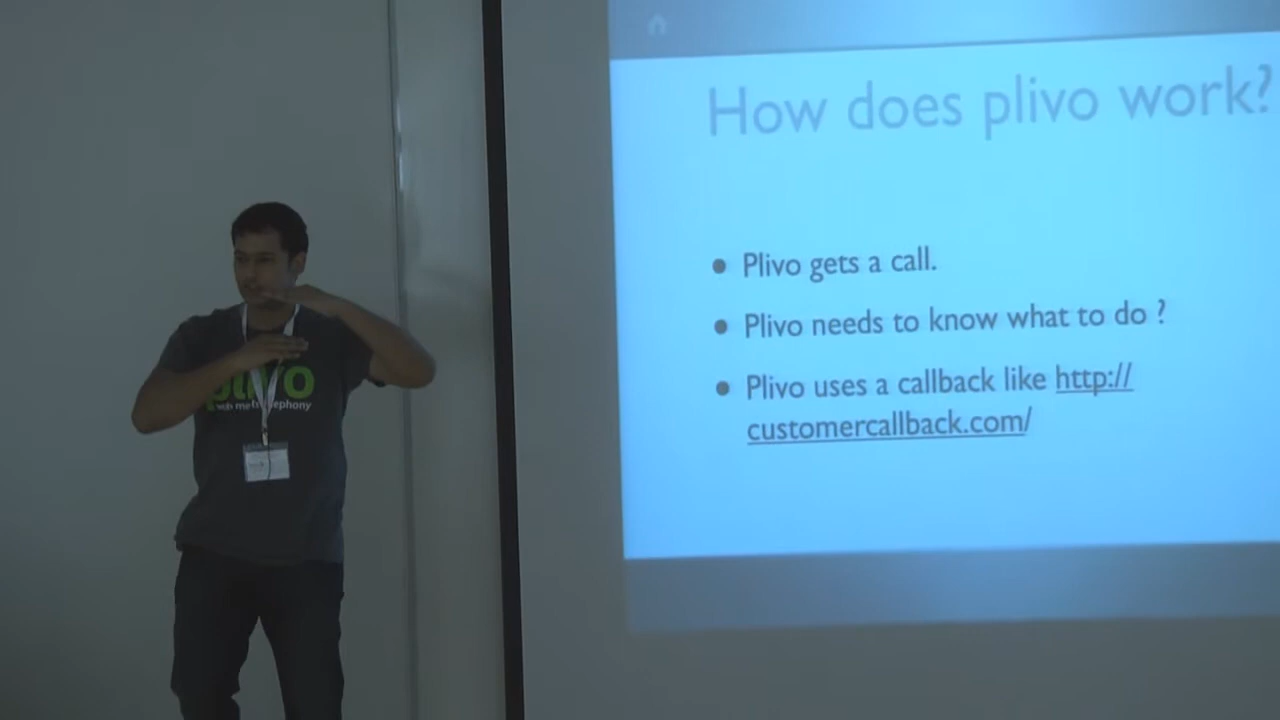 How does plivo work?
Plivo gets a call.
Plivo needs to know what to do ?
Plivo uses a callback like http://
customercallback.com/
plivo